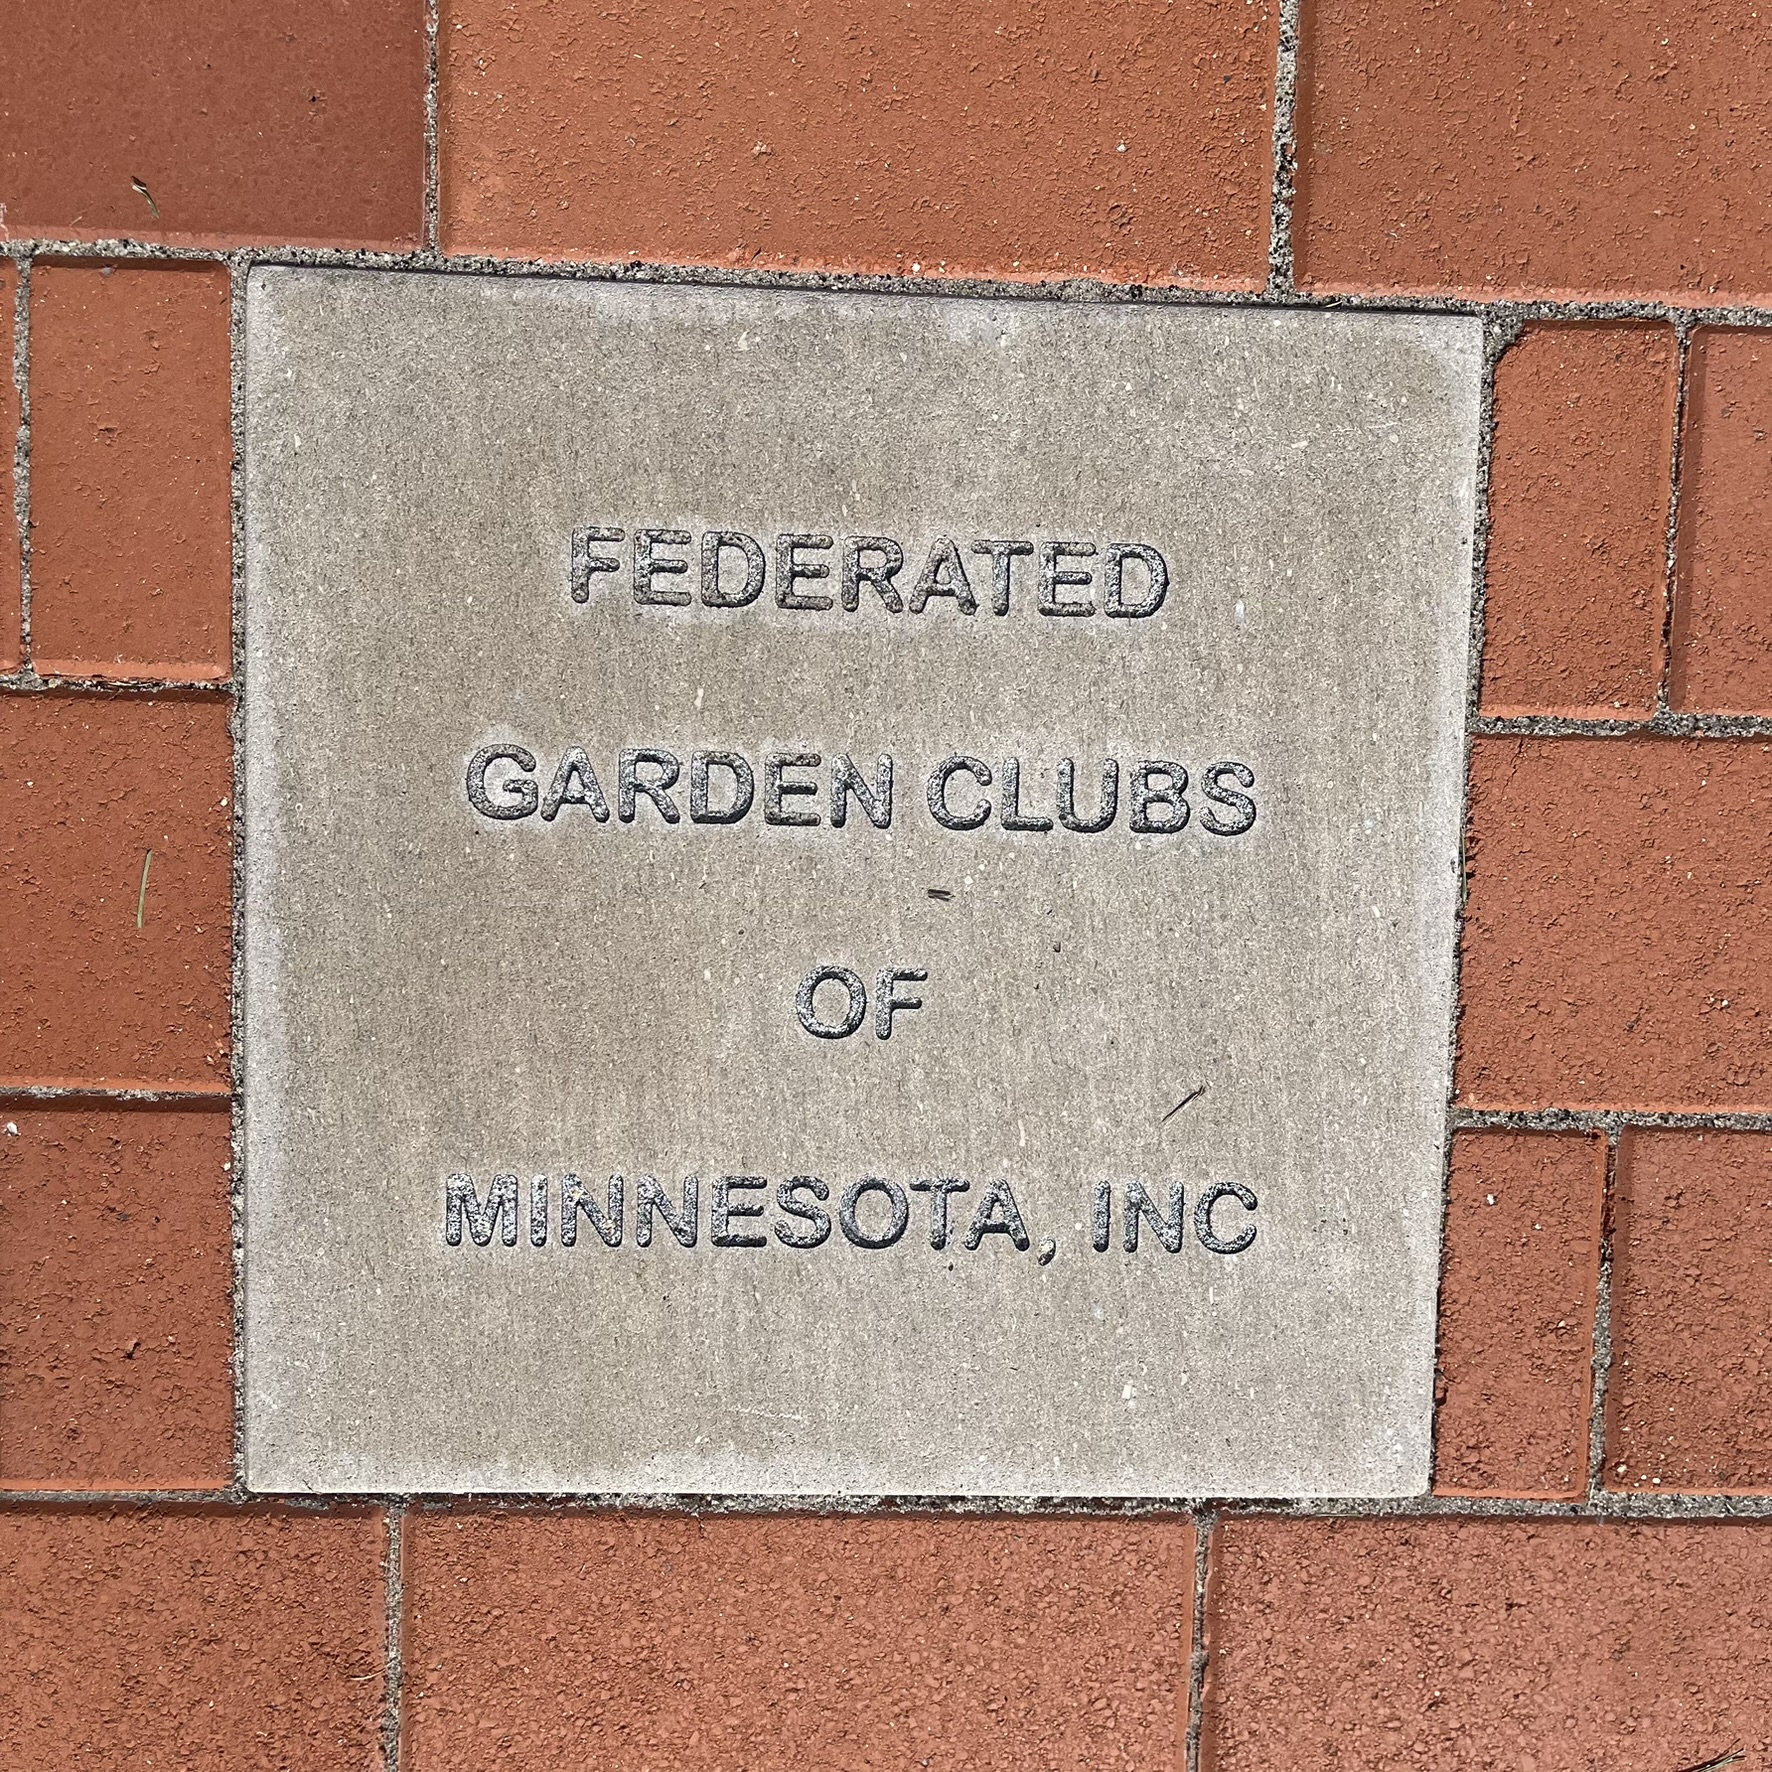 FEDERATED
GARDEN CLUBS
OF
MINNESOTA, INC